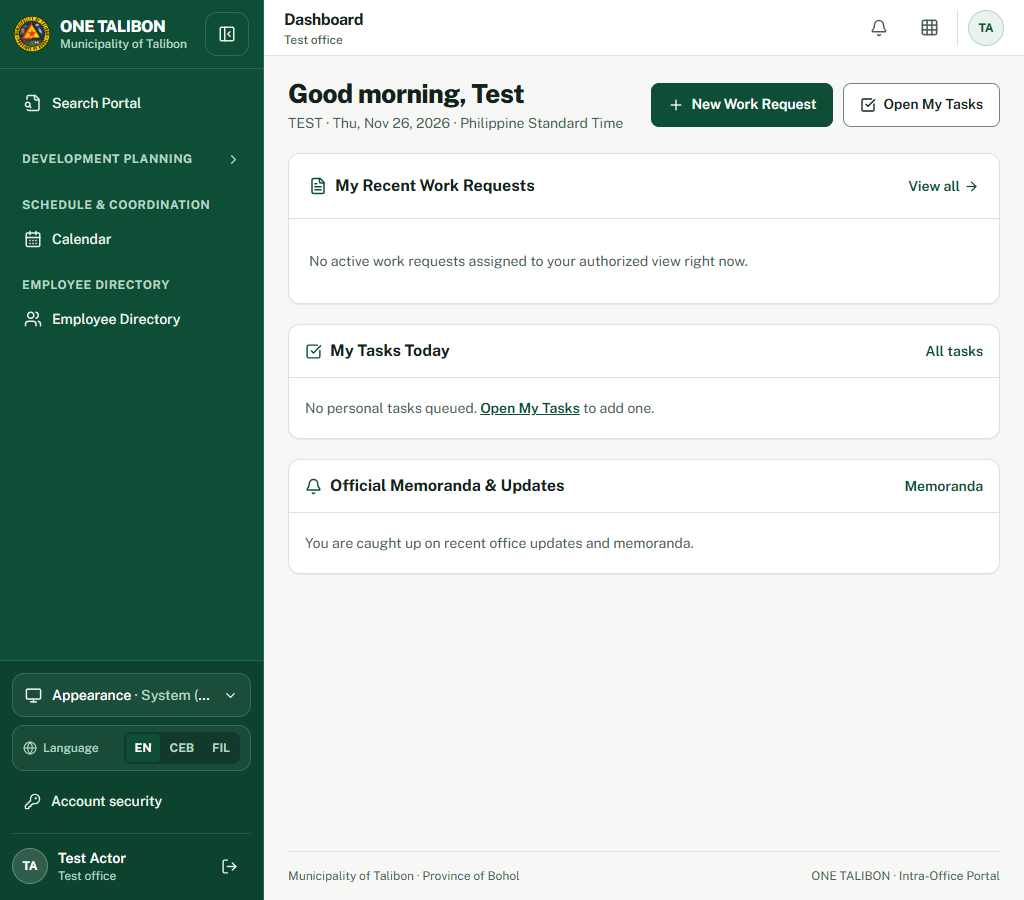 ONE TALIBON
Municipality of Talibon
Search Portal
DEVELOPMENT PLANNING
SCHEDULE & COORDINATION
Calendar
EMPLOYEE DIRECTORY
Employee Directory
Appearance · System (...
Language EN CEB FIL
Account security
TA
Test Actor
Test office
Dashboard
Test office
TA
Good morning, Test
TEST · Thu, Nov 26, 2026 · Philippine Standard Time
New Work Request
Open My Tasks
My Recent Work Requests
View all →
No active work requests assigned to your authorized view right now.
My Tasks Today
All tasks
No personal tasks queued. Open My Tasks to add one.
Official Memoranda & Updates
Memoranda
You are caught up on recent office updates and memoranda.
Municipality of Talibon · Province of Bohol
ONE TALIBON · Intra-Office Portal